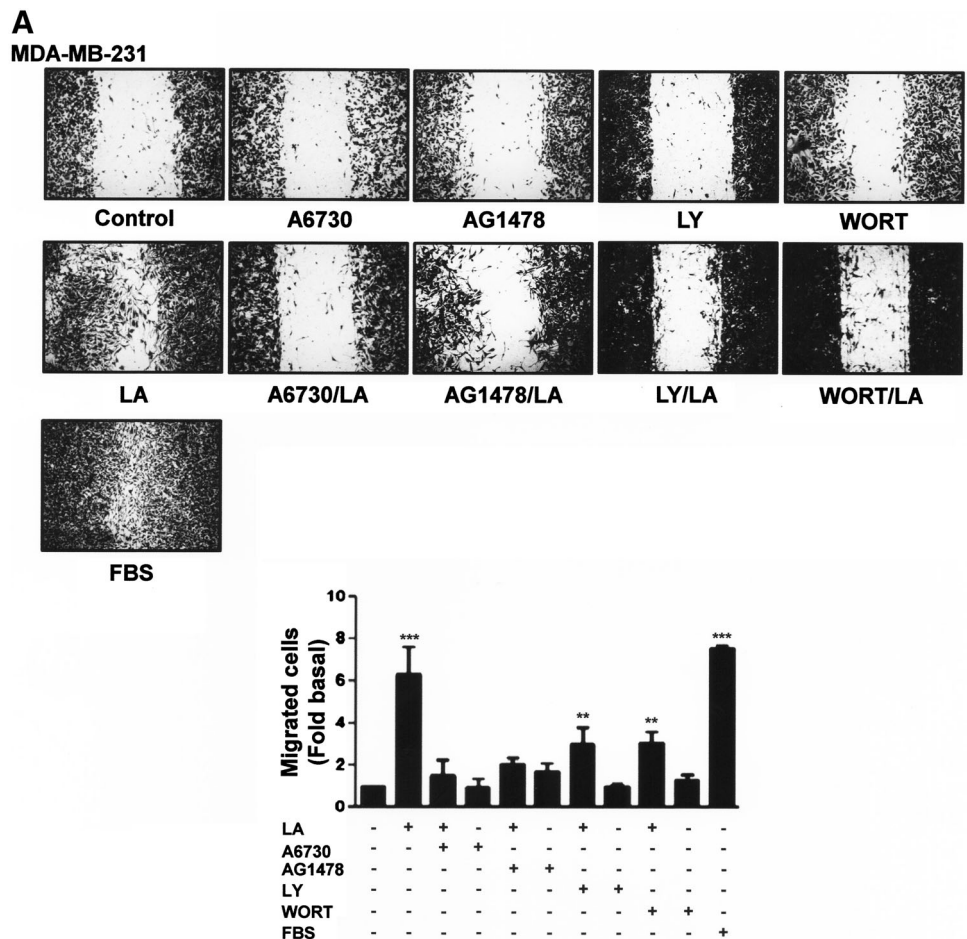 A
MDA-MB-231
Control A6730 AG1478 LY WORT
LA A6730/LA AG1478/LA LY/LA WORT/LA
FBS
Migrated cells
(Fold basal)
10
8
6
4
2
0
***
**
**
***
LA - + + - + - + - + - -
A6730 - - + + - - - - - - -
AG1478 - - - - + + - - - - -
LY - - - - - - + + - - -
WORT - - - - - - - - + + -
FBS - - - - - - - - - - +